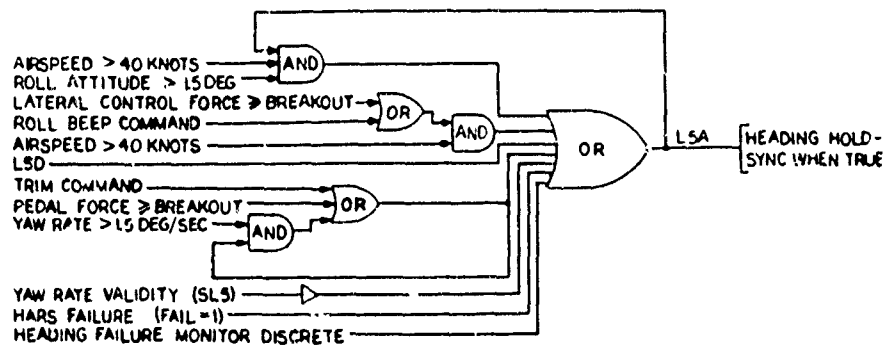 AIRSPEED > 40 KNOTS
AND
ROLL ATTITUDE > 1.5 DEG
LATERAL CONTROL FORCE ≥ BREAKOUT
OR
ROLL BEEP COMMAND
AND
AIRSPEED > 40 KNOTS
LSD
OR
LSA
HEADING HOLD-
SYNC WHEN TRUE
TRIM COMMAND
PEDAL FORCE ≥ BREAKOUT
OR
YAW RATE > 1.5 DEG/SEC
AND
YAW RATE VALIDITY (SLS)
HARS FAILURE (FAIL = 1)
HEADING FAILURE MONITOR DISCRETE